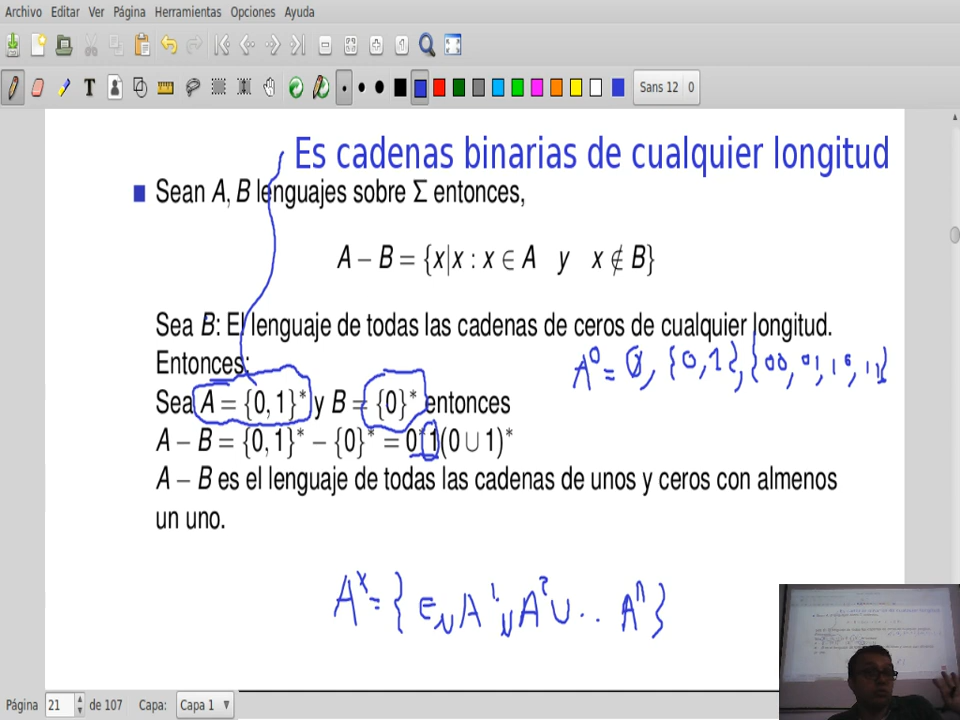 Archivo Editar Ver Página Herramientas Opciones Ayuda
Sans 12 0
Es cadenas binarias de cualquier longitud
Sean A, B lenguajes sobre Σ entonces,
A − B = {x|x : x ∈ A y x ∉ B}
Sea B: El lenguaje de todas las cadenas de ceros de cualquier longitud.
Entonces:
A⁰ = ∅, {0,1}, {00, 01, 10, 11}
Sea A = {0, 1}* y B = {0}* entonces
A − B = {0, 1}* − {0}* = 0*1(0 ∪ 1)*
A − B es el lenguaje de todas las cadenas de unos y ceros con almenos
un uno.
A* = { ∈ ∪ A¹ ∪ A² ∪ .. Aⁿ }
Página 21 de 107 Capa: Capa 1